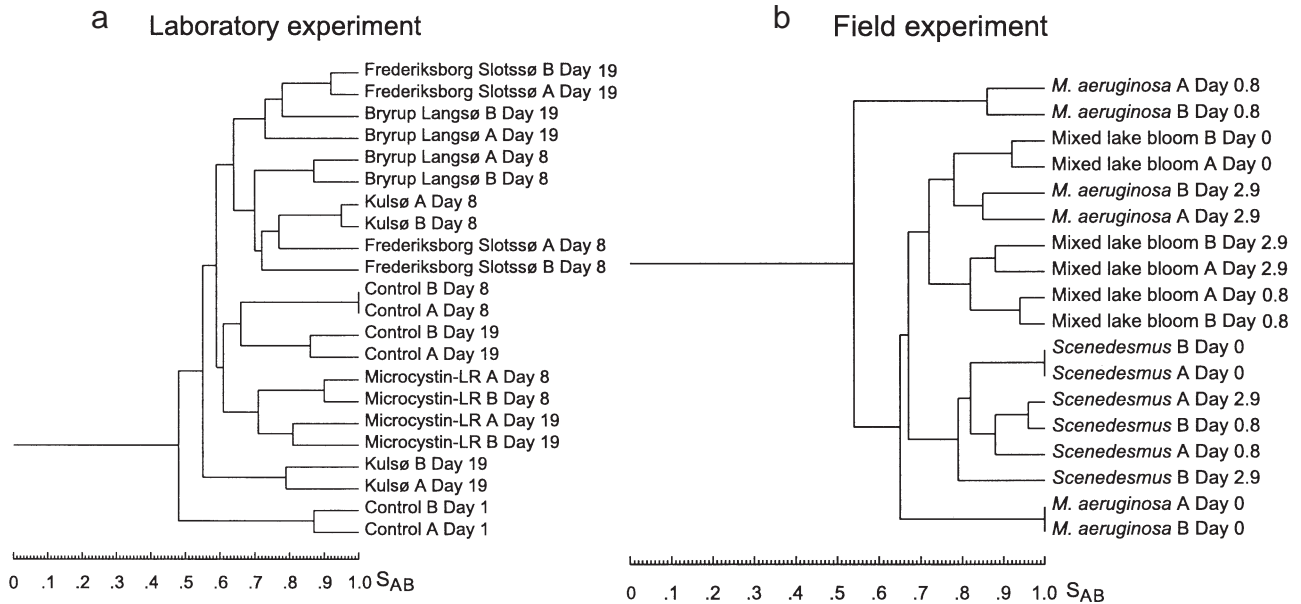 a Laboratory experiment
Frederiksborg Slotssø B Day 19
Frederiksborg Slotssø A Day 19
Bryrup Langsø B Day 19
Bryrup Langsø A Day 19
Bryrup Langsø A Day 8
Bryrup Langsø B Day 8
Kulsø A Day 8
Kulsø B Day 8
Frederiksborg Slotssø A Day 8
Frederiksborg Slotssø B Day 8
Control B Day 8
Control A Day 8
Control B Day 19
Control A Day 19
Microcystin-LR A Day 8
Microcystin-LR B Day 8
Microcystin-LR A Day 19
Microcystin-LR B Day 19
Kulsø B Day 19
Kulsø A Day 19
Control B Day 1
Control A Day 1
0 .1 .2 .3 .4 .5 .6 .7 .8 .9 1.0 SAB
b Field experiment
M. aeruginosa A Day 0.8
M. aeruginosa B Day 0.8
Mixed lake bloom B Day 0
Mixed lake bloom A Day 0
M. aeruginosa B Day 2.9
M. aeruginosa A Day 2.9
Mixed lake bloom B Day 2.9
Mixed lake bloom A Day 2.9
Mixed lake bloom A Day 0.8
Mixed lake bloom B Day 0.8
Scenedesmus B Day 0
Scenedesmus A Day 0
Scenedesmus A Day 2.9
Scenedesmus B Day 0.8
Scenedesmus A Day 0.8
Scenedesmus B Day 2.9
M. aeruginosa A Day 0
M. aeruginosa B Day 0
0 .1 .2 .3 .4 .5 .6 .7 .8 .9 1.0 SAB